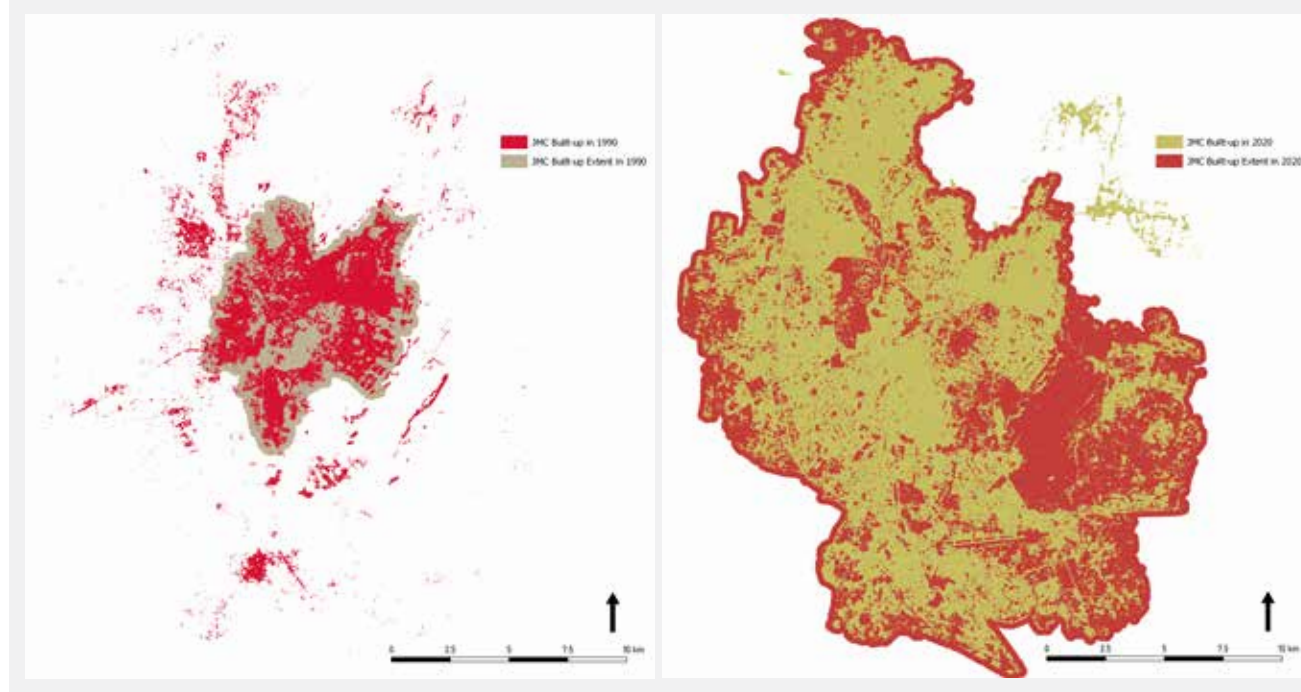 JMC Built-up in 1990
JMC Built-up Extent in 1990
0 2.5 5 7.5 10 km
JMC Built-up in 2020
JMC Built-up Extent in 2020
0 2.5 5 7.5 10 km